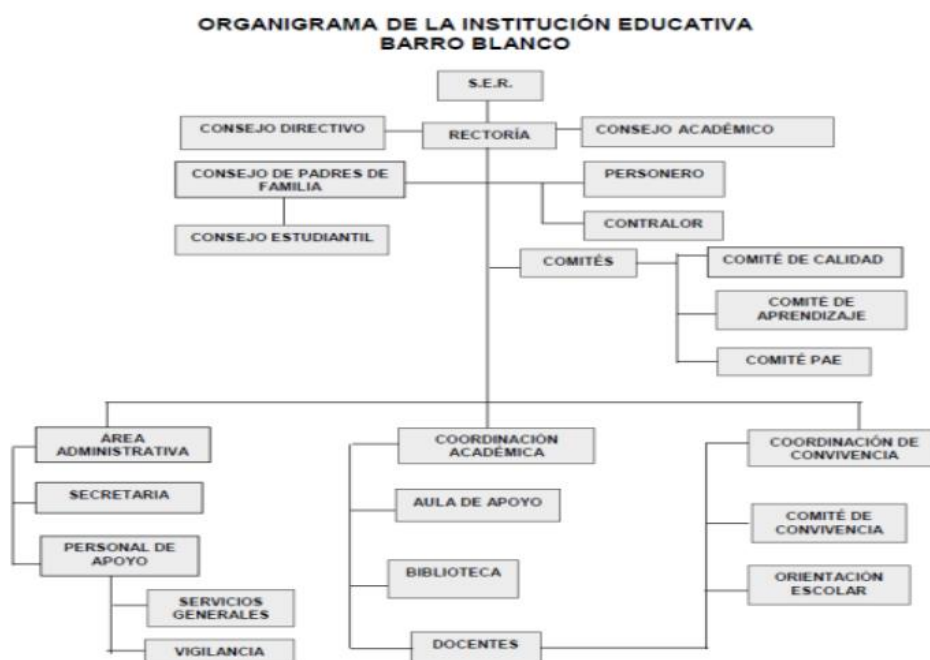 ORGANIGRAMA DE LA INSTITUCIÓN EDUCATIVA
BARRO BLANCO
S.E.R.
CONSEJO DIRECTIVO
RECTORÍA
CONSEJO ACADÉMICO
CONSEJO DE PADRES DE
FAMILIA
PERSONERO
CONSEJO ESTUDIANTIL
CONTRALOR
COMITÉS
COMITÉ DE CALIDAD
COMITÉ DE
APRENDIZAJE
COMITÉ PAE
ÁREA
ADMINISTRATIVA
SECRETARIA
PERSONAL DE
APOYO
SERVICIOS
GENERALES
VIGILANCIA
COORDINACIÓN
ACADÉMICA
AULA DE APOYO
BIBLIOTECA
DOCENTES
COORDINACIÓN DE
CONVIVENCIA
COMITÉ DE
CONVIVENCIA
ORIENTACIÓN
ESCOLAR